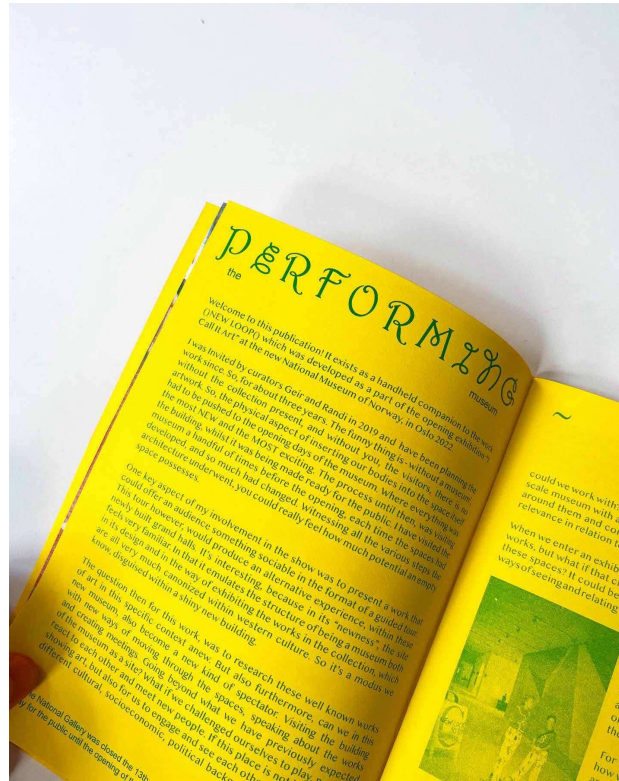 PERFORMING
the
museum
welcome to this publication! It exists as a handheld companion to the work
()NEW LOOP() which was developed as a part of the opening exhibition "I
Call It Art" at the new National Museum of Norway, in Oslo 2022.
I was invited by curators Geir and Randi in 2019 and have been planning the
work since. So, for about three years. The funny thing is - without a museum,
without the collection present, and without you, the visitors, there is no
artwork. So, the physical aspect of inserting our bodies into the space itself
had to be pushed to the opening days of the museum. Where everything was
the most NEW and the MOST exciting. The process until then, was visiting
the building, whilst it was being made ready for the public. I have visited the
museum a handful of times before the opening, each time the spaces had
developed and so much had changed. Witnessing all the various steps the
architecture underwent, you could really feel how much potential an empty
space possesses.
One key aspect of my involvement in the show was to present a work that
could offer an audience something sociable in the format of a guided tour.
This tour however, would produce an alternative experience, within these
newly built grand halls. It's interesting, because in its "newness", the site
feels very familiar. In that it emulates the structure of being a museum both
in its design and in the way of exhibiting the works in the collection, which
are all very much canonized within western culture. So it's a modus we
know, disguised within a shiny new building.
The question then for this work, was to research these well known works
of art in this specific context anew. But also furthermore, can we in this
new museum also become a new kind of spectator. Visiting the building
with new ways of moving through the spaces, speaking about the works
and creating meetings. Going beyond what we have previously expected
of the museum as a site, what if we challenged ourselves to
react to each other and meet new people. If this place is not
showing art, but also for us to engage and see each
different cultural, socioeconomic, political
National Gallery was closed the 13th
for the public until the opening of
~
could we work with
scale museum with a
around them and
relevance in relation
When we enter an
works, but what if that
these spaces? It could be
ways of seeing and relating
For
how